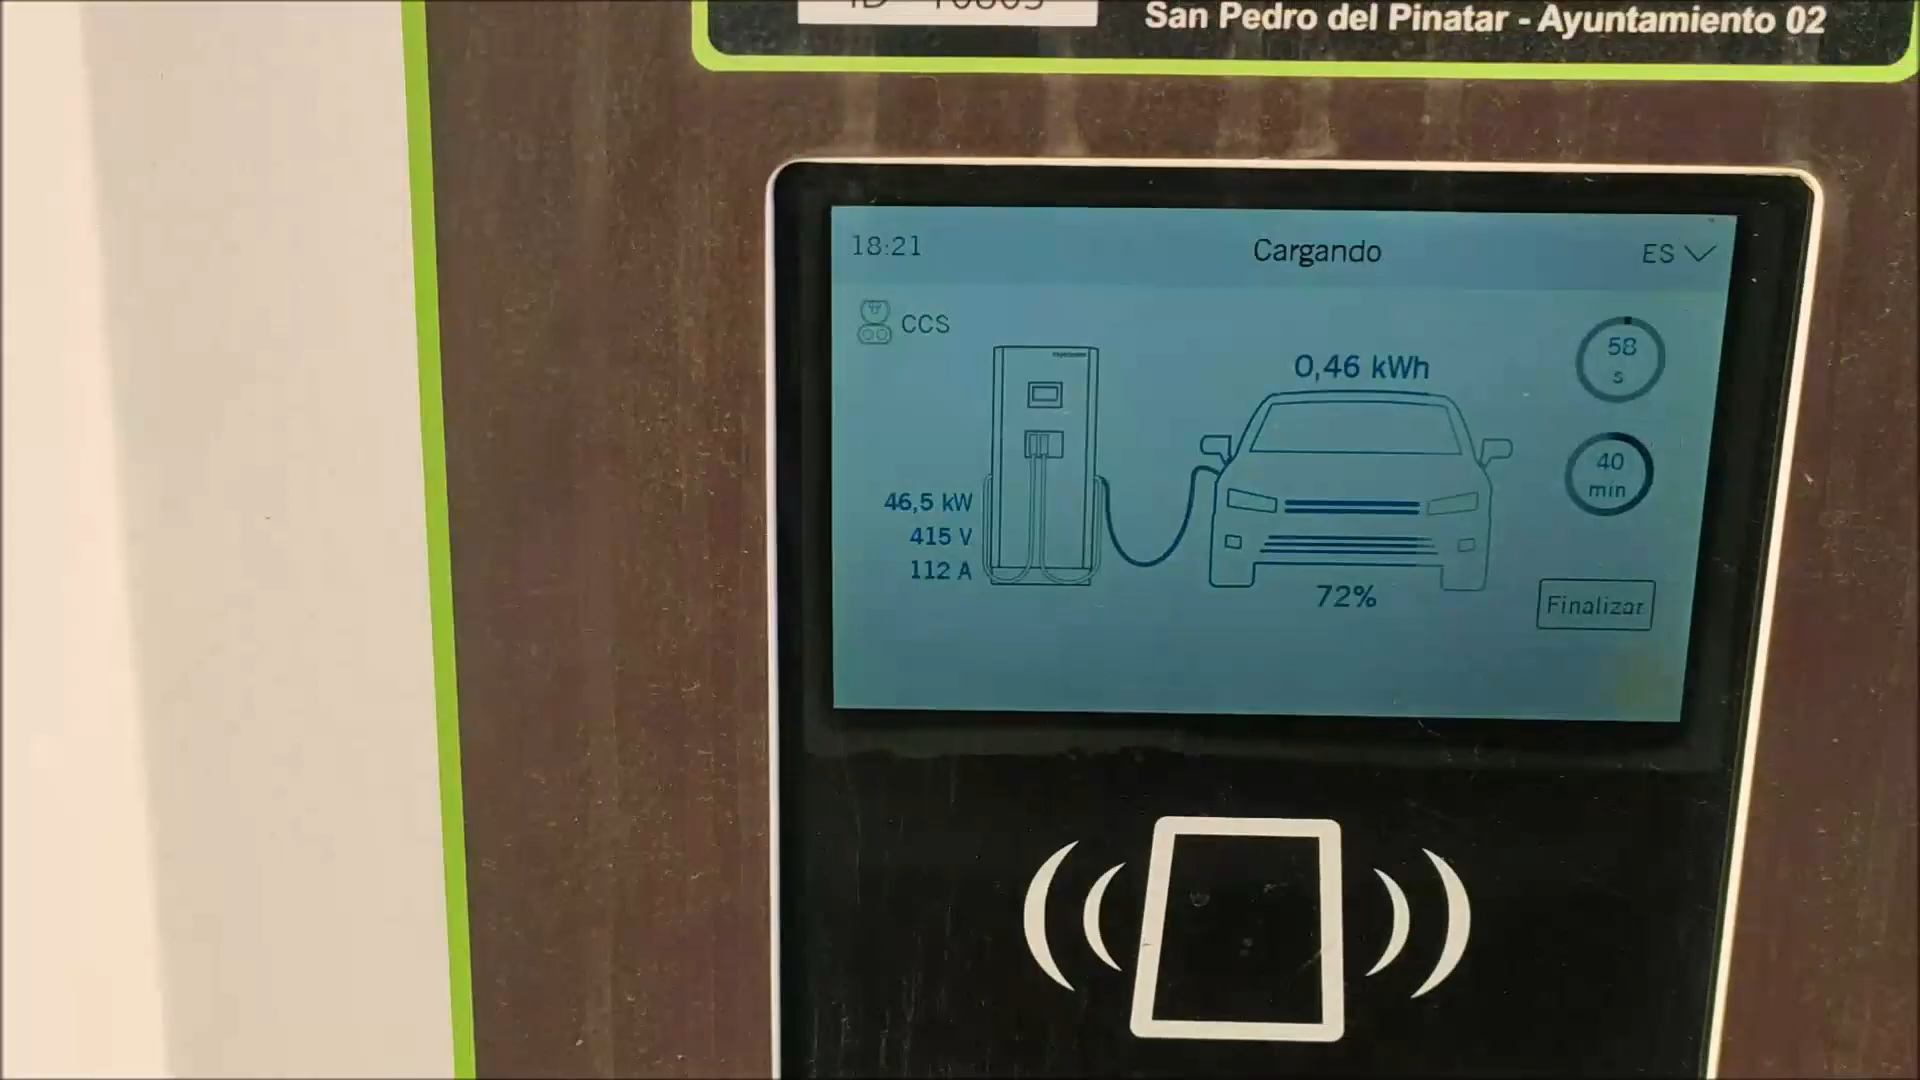 San Pedro del Pinatar - Ayuntamiento 02
18:21
Cargando
ES
CCS
58
s
0,46 kWh
40
min
46,5 kW
415 V
112 A
72%
Finalizar